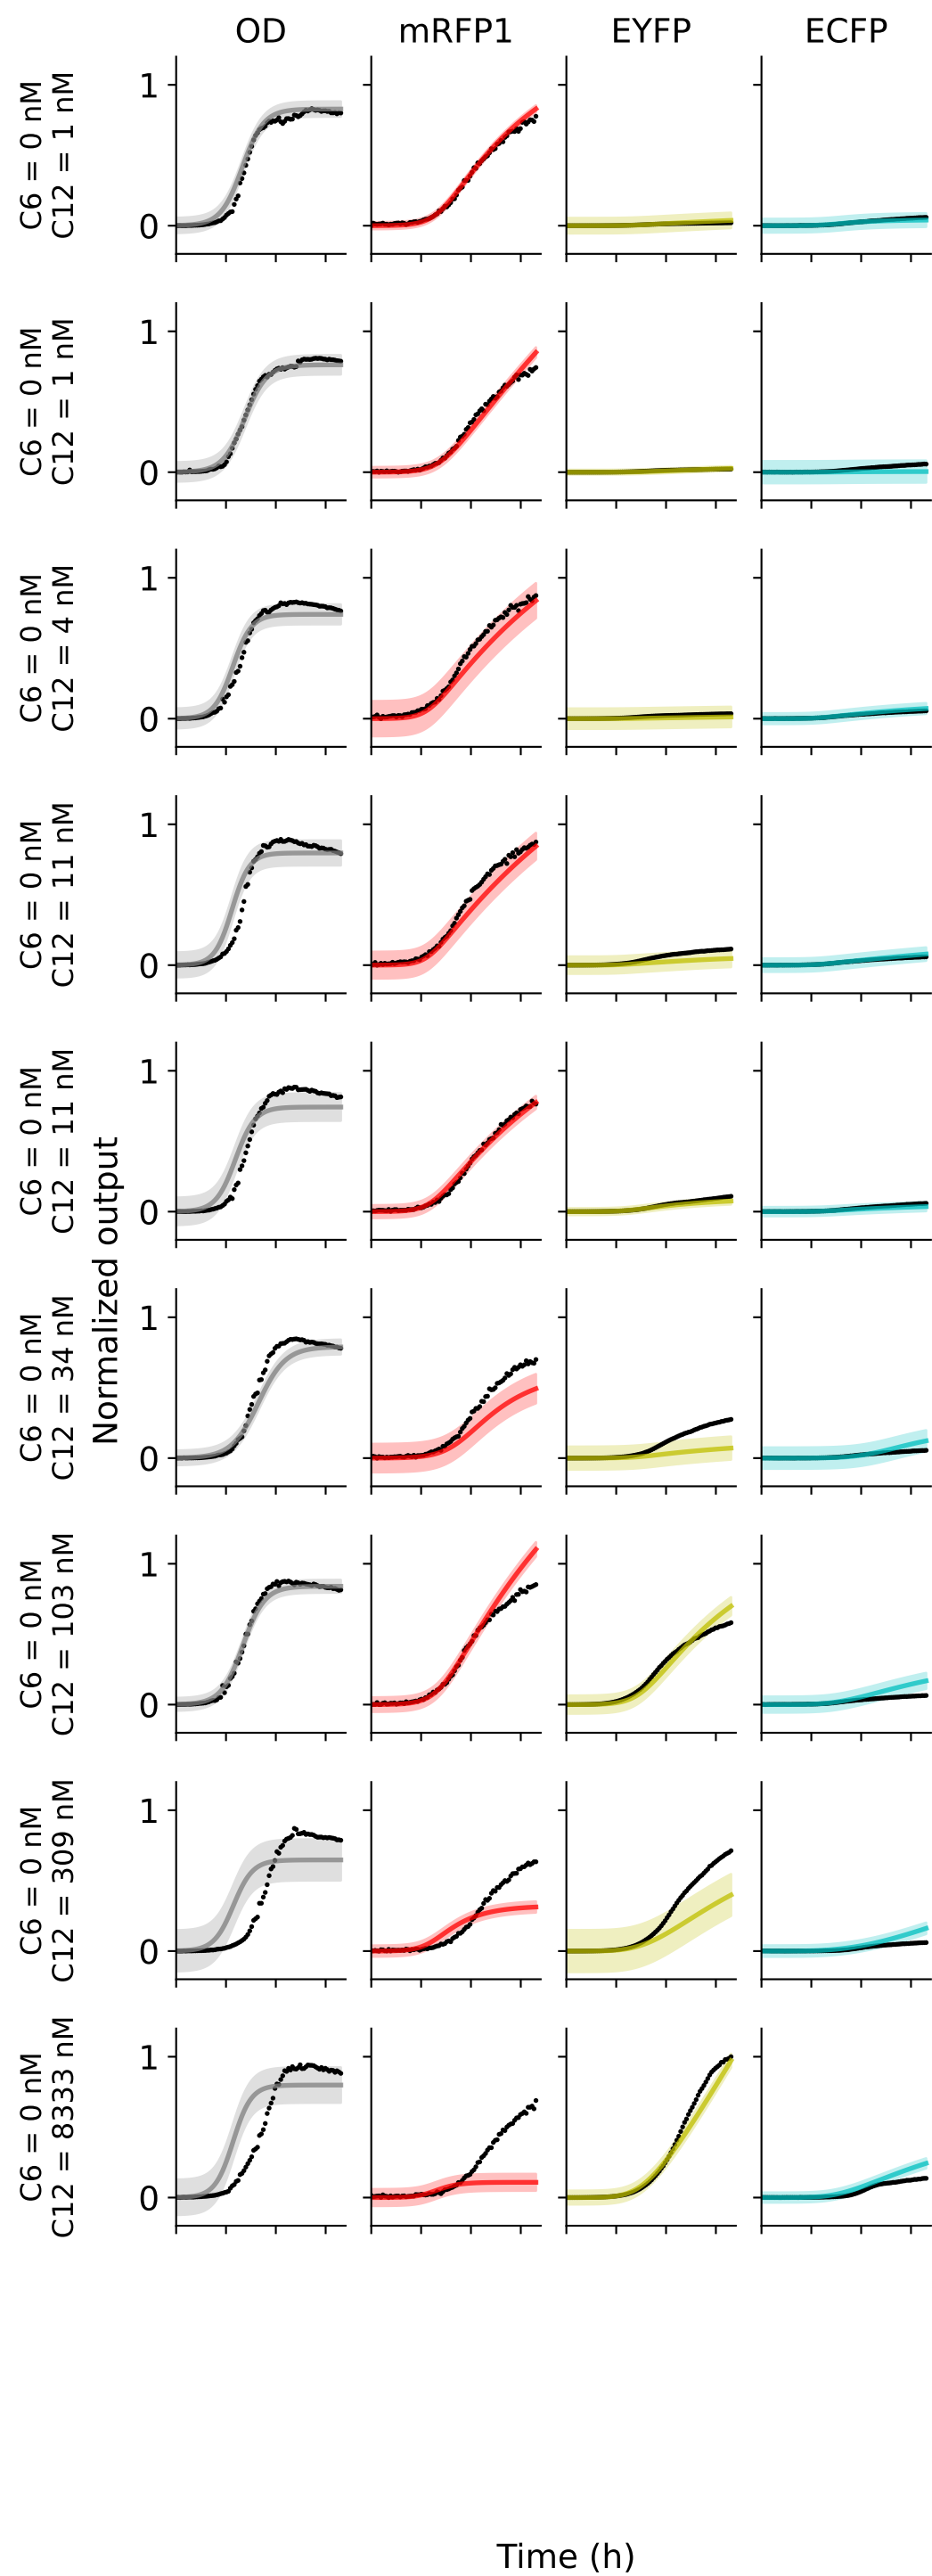 OD mRFP1 EYFP ECFP
C6 = 0 nM
C12 = 1 nM
1
0
C6 = 0 nM
C12 = 1 nM
1
0
C6 = 0 nM
C12 = 4 nM
1
0
C6 = 0 nM
C12 = 11 nM
1
0
C6 = 0 nM
C12 = 11 nM
1
0
Normalized output
C6 = 0 nM
C12 = 34 nM
1
0
C6 = 0 nM
C12 = 103 nM
1
0
C6 = 0 nM
C12 = 309 nM
1
0
C6 = 0 nM
C12 = 8333 nM
1
0
Time (h)